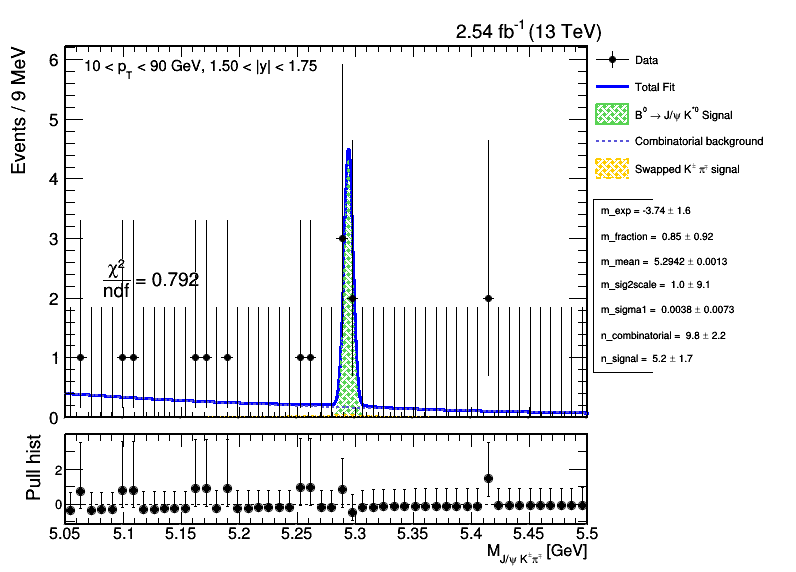 2.54 fb⁻¹ (13 TeV)
Events / 9 MeV
10 < p_T < 90 GeV, 1.50 < |y| < 1.75
6
5
4
3
2
1
0
χ²/ndf = 0.792
Data
Total Fit
B⁰ → J/ψ K*⁰ Signal
Combinatorial background
Swapped K± π∓ signal
m_exp = -3.74 ± 1.6
m_fraction = 0.85 ± 0.92
m_mean = 5.2942 ± 0.0013
m_sig2scale = 1.0 ± 9.1
m_sigma1 = 0.0038 ± 0.0073
n_combinatorial = 9.8 ± 2.2
n_signal = 5.2 ± 1.7
Pull hist
2
0
5.05 5.1 5.15 5.2 5.25 5.3 5.35 5.4 5.45 5.5
M_J/ψ K±π∓ [GeV]